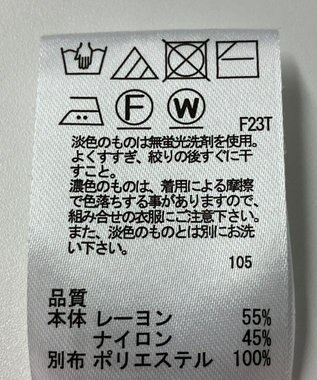 F W F23T
淡色のものは無蛍光洗剤を使用。
よくすすぎ、絞りの後すぐに干
すこと。
濃色のものは、着用による摩擦
で色落ちする事がありますので、
組み合せの衣服にご注意下さい。
また、淡色のものとは別にお洗
い下さい。
105
品質
本体 レーヨン 55%
ナイロン 45%
別布 ポリエステル 100%